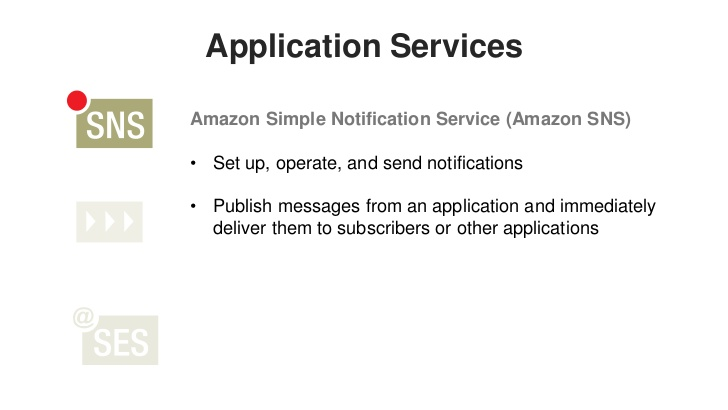 Application Services
SNS
Amazon Simple Notification Service (Amazon SNS)
• Set up, operate, and send notifications
• Publish messages from an application and immediately
deliver them to subscribers or other applications
@
SES